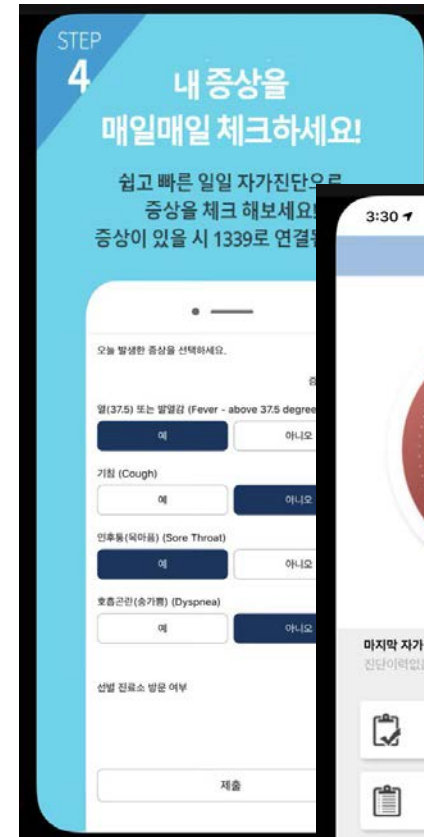 STEP
4
내 증상을
매일매일 체크하세요!
쉽고 빠른 일일 자가진단으로
증상을 체크 해보세요!
증상이 있을 시 1339로 연결
3:30
오늘 발생한 증상을 선택하세요.
열(37.5) 또는 발열감 (Fever - above 37.5 degree
예
아니오
기침 (Cough)
예
아니오
인후통(목아픔) (Sore Throat)
예
아니오
호흡곤란(숨가쁨) (Dyspnea)
예
아니오
선별 진료소 방문 여부
제출
마지막 자가
진단이력없